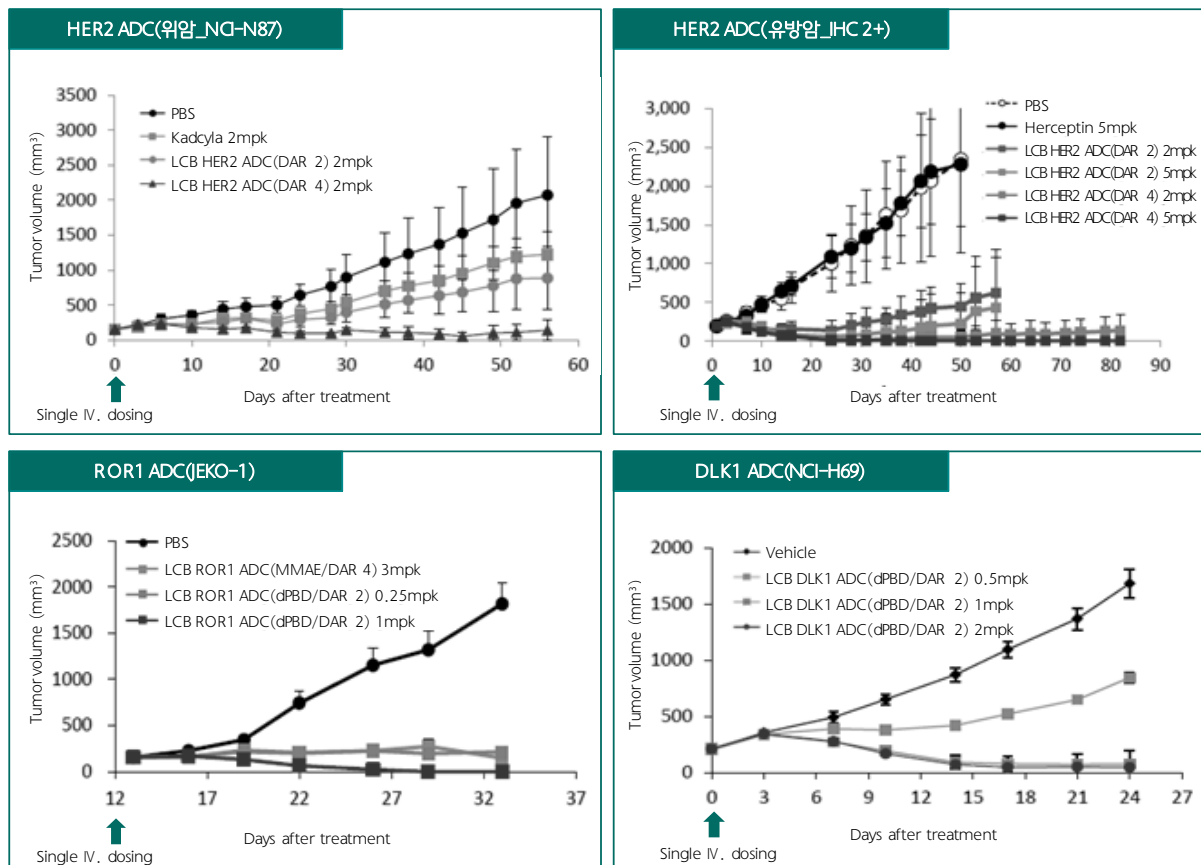 HER2 ADC(위암_NCI-N87)
Tumor volume (mm³)
3500
3000
2500
2000
1500
1000
500
0
PBS
Kadcyla 2mpk
LCB HER2 ADC(DAR 2) 2mpk
LCB HER2 ADC(DAR 4) 2mpk
0 10 20 30 40 50 60
Days after treatment
Single IV. dosing
HER2 ADC(유방암_IHC 2+)
Tumor volume (mm³)
3,000
2,500
2,000
1,500
1,000
500
0
PBS
Herceptin 5mpk
LCB HER2 ADC(DAR 2) 2mpk
LCB HER2 ADC(DAR 2) 5mpk
LCB HER2 ADC(DAR 4) 2mpk
LCB HER2 ADC(DAR 4) 5mpk
0 10 20 30 40 50 60 70 80 90
Days after treatment
Single IV. dosing
ROR1 ADC(JEKO-1)
Tumor volume (mm³)
2500
2000
1500
1000
500
0
PBS
LCB ROR1 ADC(MMAE/DAR 4) 3mpk
LCB ROR1 ADC(dPBD/DAR 2) 0.25mpk
LCB ROR1 ADC(dPBD/DAR 2) 1mpk
12 17 22 27 32 37
Days after treatment
Single IV. dosing
DLK1 ADC(NCI-H69)
Tumor volume (mm³)
2000
1500
1000
500
0
Vehicle
LCB DLK1 ADC(dPBD/DAR 2) 0.5mpk
LCB DLK1 ADC(dPBD/DAR 2) 1mpk
LCB DLK1 ADC(dPBD/DAR 2) 2mpk
0 3 6 9 12 15 18 21 24 27
Days after treatment
Single IV. dosing